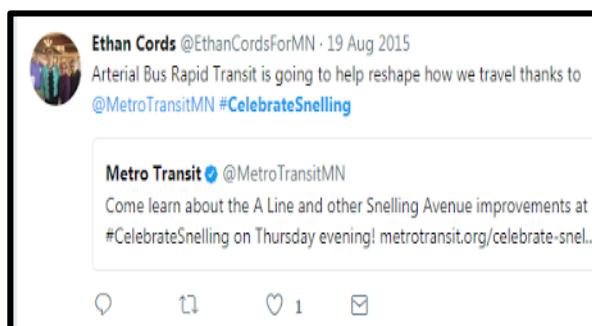 Ethan Cords @EthanCordsForMN · 19 Aug 2015
Arterial Bus Rapid Transit is going to help reshape how we travel thanks to
@MetroTransitMN #CelebrateSnelling
Metro Transit @MetroTransitMN
Come learn about the A Line and other Snelling Avenue improvements at
#CelebrateSnelling on Thursday evening! metrotransit.org/celebrate-snel...
1